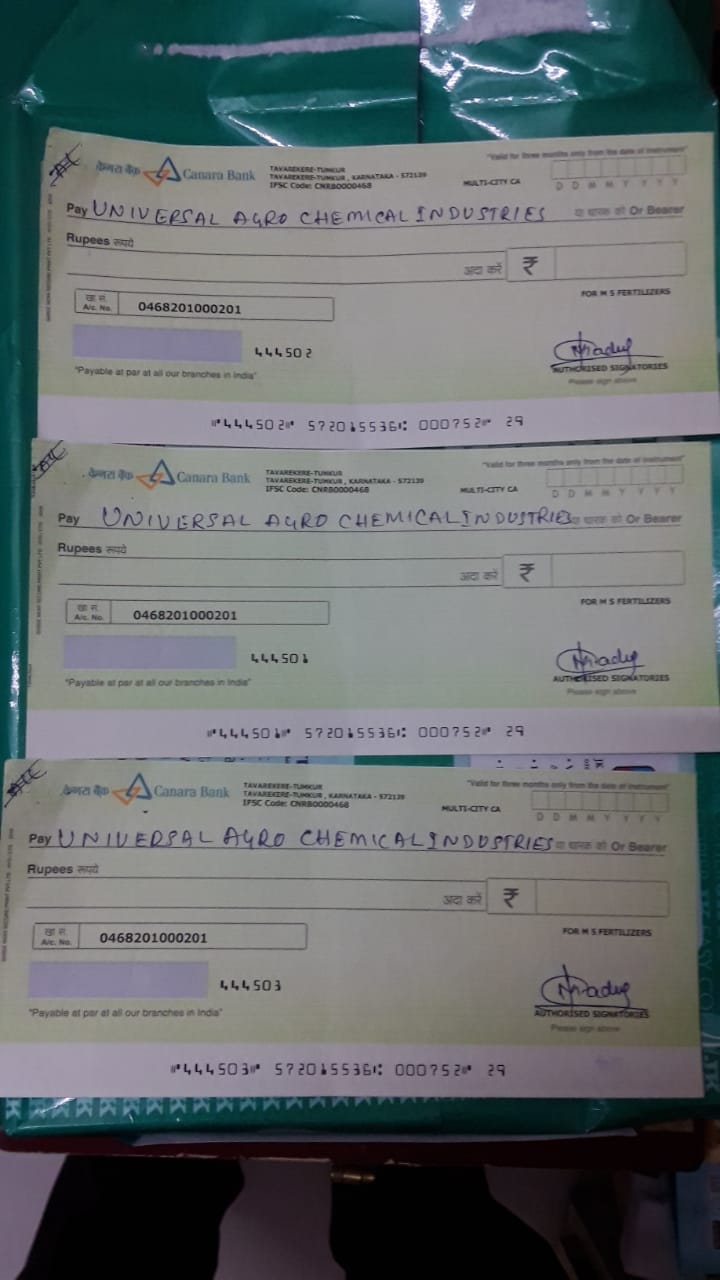 A/c
केनरा बैंक Canara Bank
TAVAREKERE-TUMKUR
TAVAREKERE-TUMKUR, KARNATAKA - 572139
IFSC Code: CNRB0000468
MULTI-CITY CA
"Valid for three months only from the date of instrument"
D D M M Y Y Y Y
Pay UNIVERSAL AGRO CHEMICAL INDUSTRIES या धारक को Or Bearer
Rupees रूपये
अदा करें ₹
FOR M S FERTILIZERS
खा सं.
A/c. No. 0468201000201
444502
AUTHORISED SIGNATORIES
Please sign above
"Payable at par at all our branches in India"
⑈444502⑈ 572015536⑆ 000752⑈ 29
केनरा बैंक Canara Bank
TAVAREKERE-TUMKUR
TAVAREKERE-TUMKUR, KARNATAKA - 572139
IFSC Code: CNRB0000468
MULTI-CITY CA
"Valid for three months only from the date of instrument"
D D M M Y Y Y Y
Pay UNIVERSAL AGRO CHEMICAL INDUSTRIES या धारक को Or Bearer
Rupees रूपये
अदा करें ₹
FOR M S FERTILIZERS
खा सं.
A/c. No. 0468201000201
444501
AUTHORISED SIGNATORIES
Please sign above
"Payable at par at all our branches in India"
⑈444501⑈ 572015536⑆ 000752⑈ 29
A/c
केनरा बैंक Canara Bank
TAVAREKERE-TUMKUR
TAVAREKERE-TUMKUR, KARNATAKA - 572139
IFSC Code: CNRB0000468
MULTI-CITY CA
"Valid for three months only from the date of instrument"
D D M M Y Y Y Y
Pay UNIVERSAL AGRO CHEMICAL INDUSTRIES या धारक को Or Bearer
Rupees रूपये
अदा करें ₹
FOR M S FERTILIZERS
खा सं.
A/c. No. 0468201000201
444503
AUTHORISED SIGNATORIES
Please sign above
"Payable at par at all our branches in India"
⑈444503⑈ 572015536⑆ 000752⑈ 29